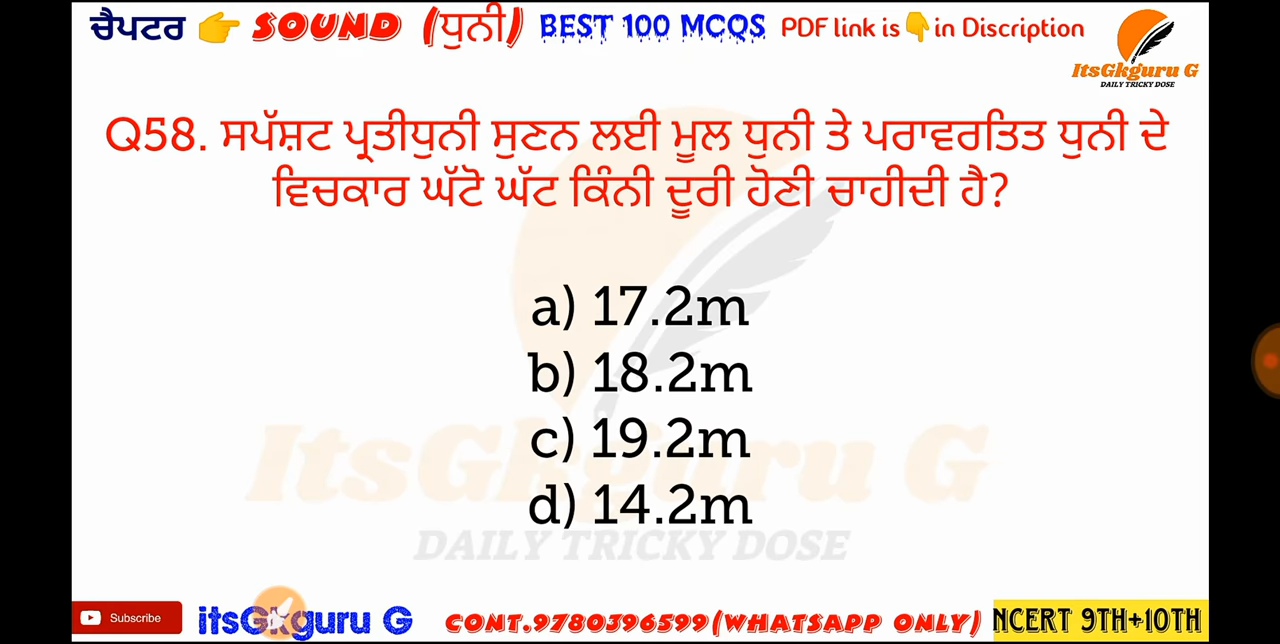 ਚੈਪਟਰ 👉 SOUND (ਧੁਨੀ) BEST 100 MCQS PDF link is👇in Discription
ItsGkguru G
DAILY TRICKY DOSE
Q58. ਸਪੱਸ਼ਟ ਪ੍ਰਤੀਧੁਨੀ ਸੁਣਨ ਲਈ ਮੂਲ ਧੁਨੀ ਤੇ ਪਰਾਵਰਤਿਤ ਧੁਨੀ ਦੇ
ਵਿਚਕਾਰ ਘੱਟੋ ਘੱਟ ਕਿੰਨੀ ਦੂਰੀ ਹੋਣੀ ਚਾਹੀਦੀ ਹੈ?
a) 17.2m
b) 18.2m
c) 19.2m
d) 14.2m
ItsGkguru G
DAILY TRICKY DOSE
Subscribe itsGkguru G CONT.9780396599(WHATSAPP ONLY) NCERT 9TH+10TH